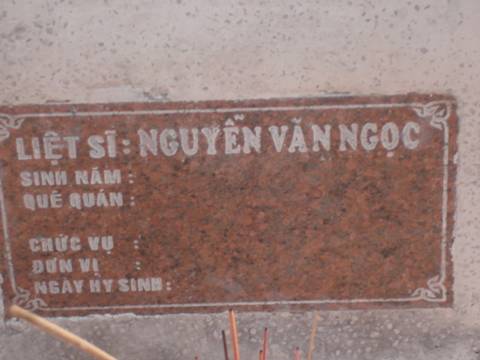 LIỆT SĨ: NGUYỄN VĂN NGỌC
SINH NĂM :
QUÊ QUÁN :
CHỨC VỤ :
ĐƠN VỊ :
NGÀY HY SINH :